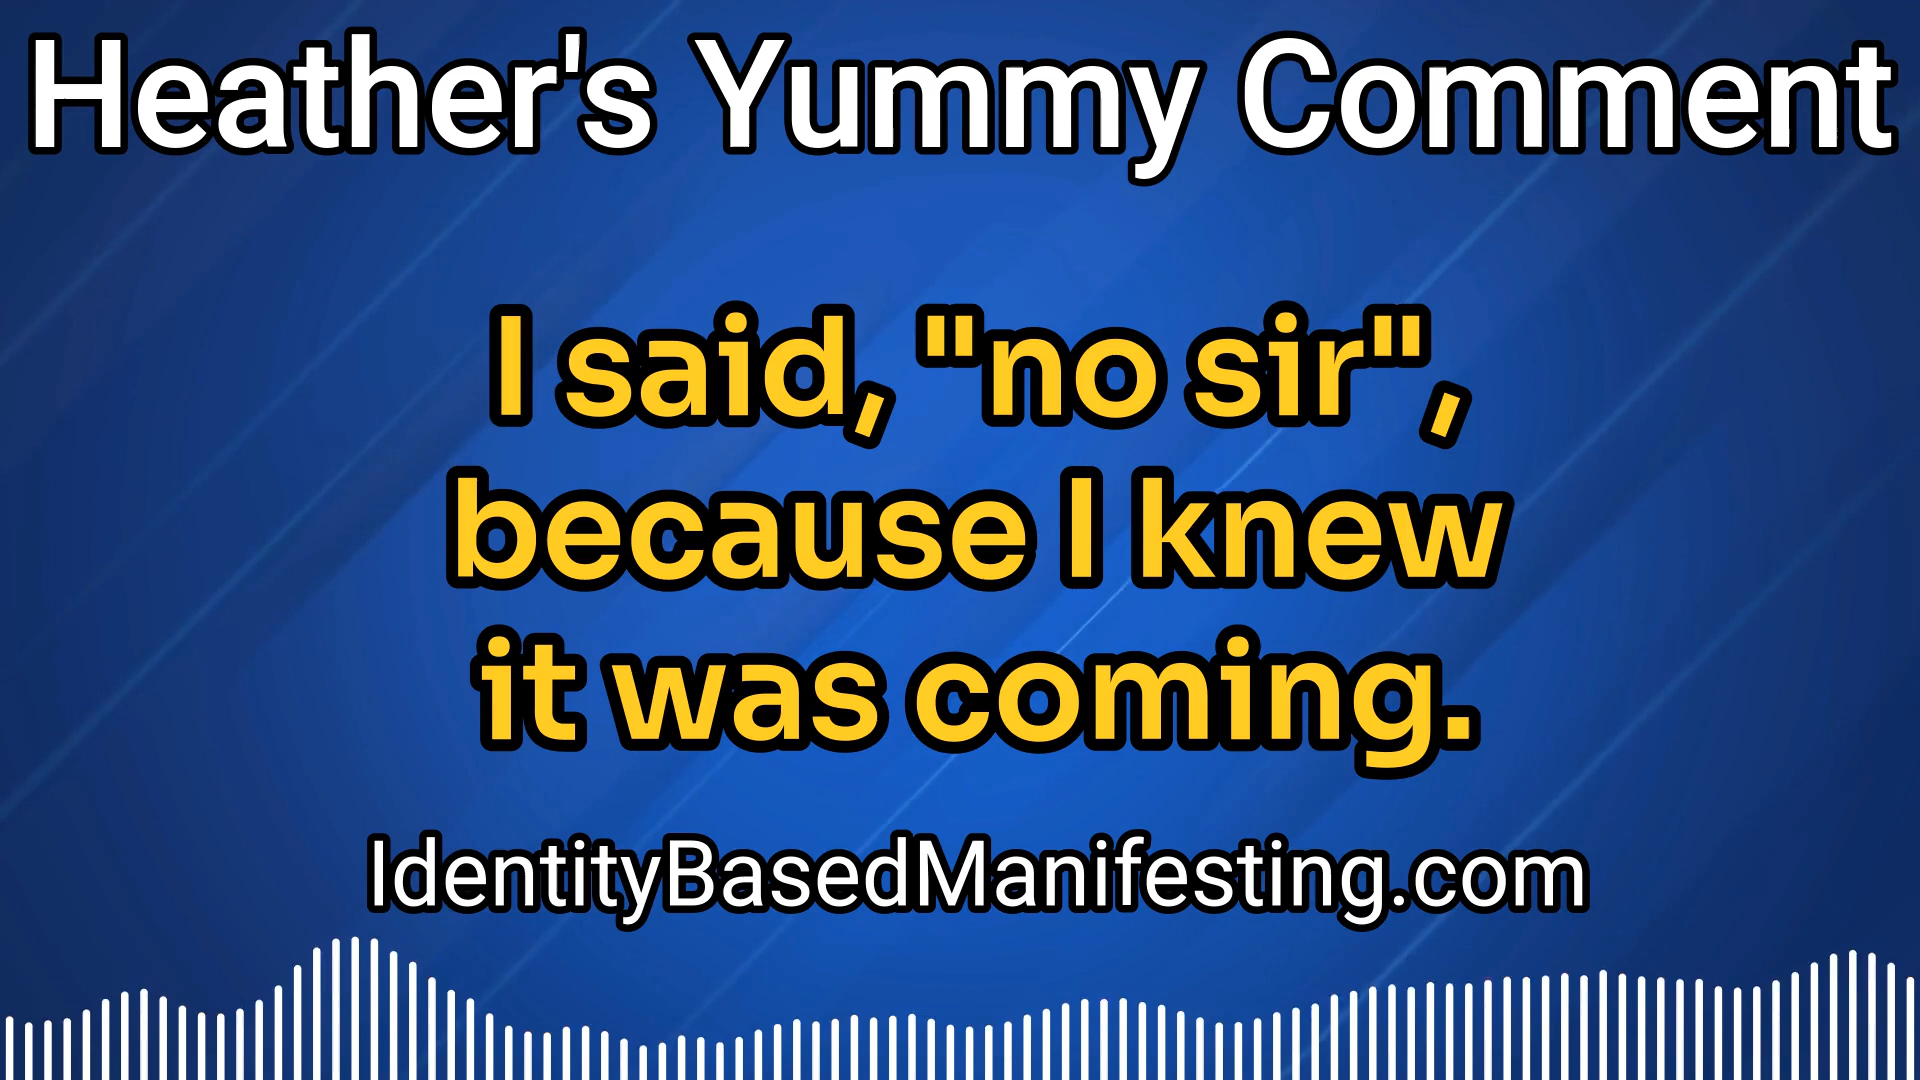 Heather's Yummy Comment
I said, "no sir",
because I knew
it was coming.
IdentityBasedManifesting.com